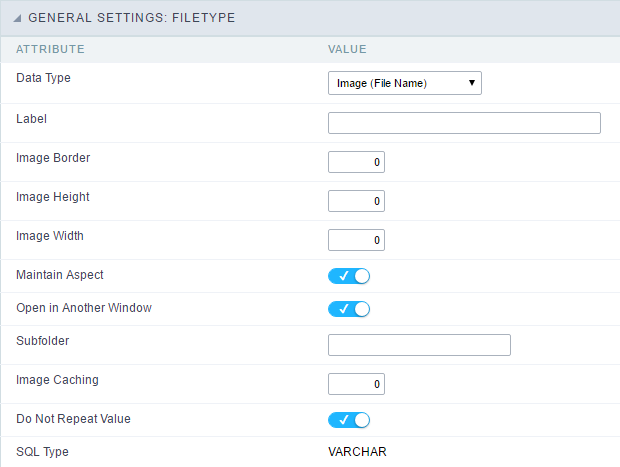 GENERAL SETTINGS: FILETYPE
ATTRIBUTE VALUE
Data Type Image (File Name)
Label
Image Border 0
Image Height 0
Image Width 0
Maintain Aspect
Open in Another Window
Subfolder
Image Caching 0
Do Not Repeat Value
SQL Type VARCHAR